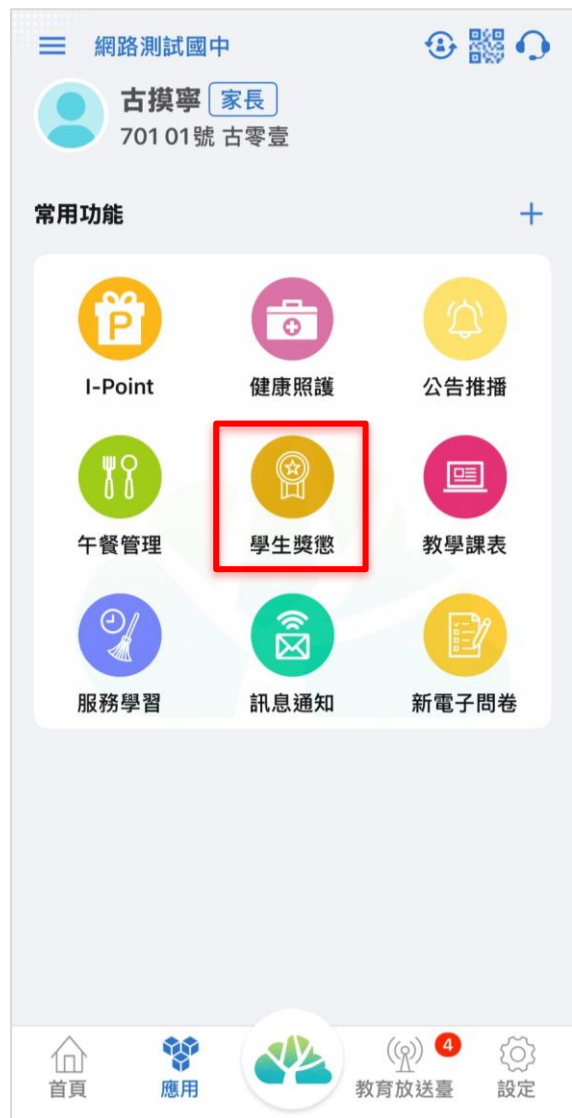 網路測試國中
古摸寧 家長
701 01號 古零壹
常用功能
P
I-Point 健康照護 公告推播
午餐管理 學生獎懲 教學課表
服務學習 訊息通知 新電子問卷
4
首頁 應用 教育放送臺 設定